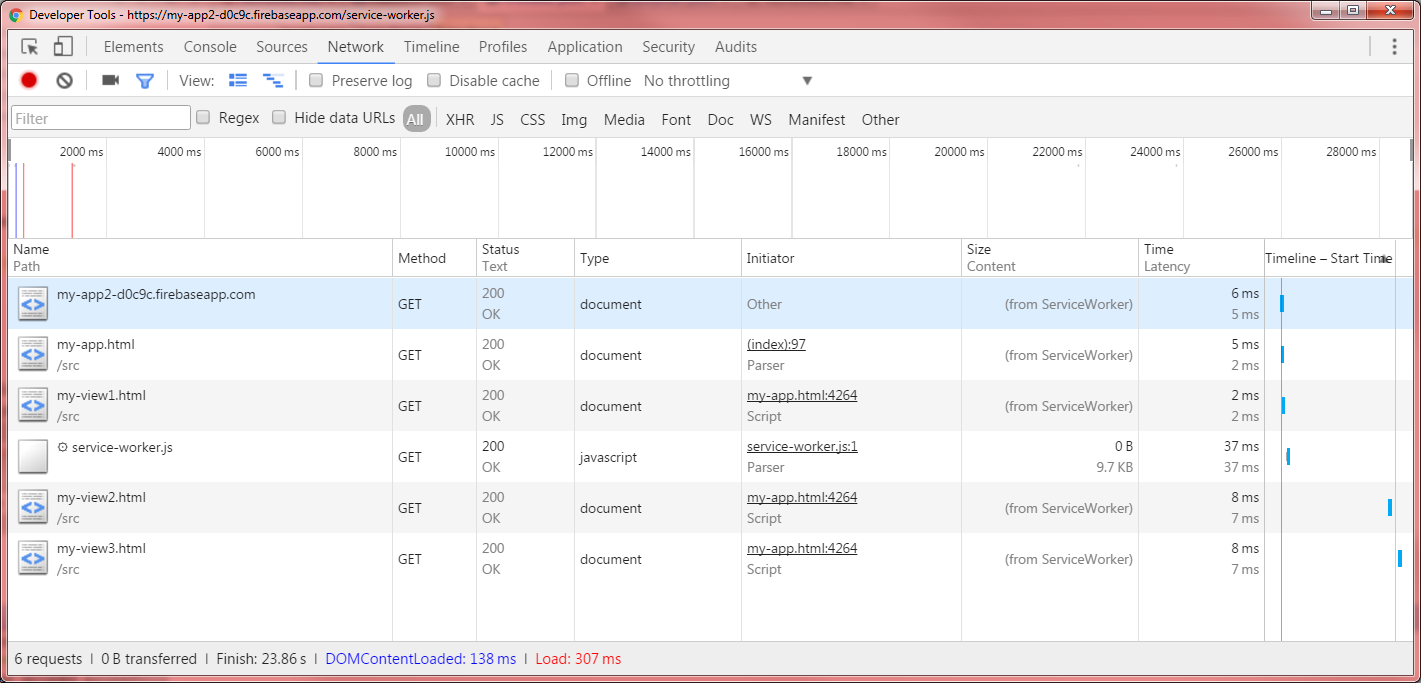 Developer Tools - https://my-app2-d0c9c.firebaseapp.com/service-worker.js
Elements Console Sources Network Timeline Profiles Application Security Audits
View: Preserve log Disable cache Offline No throttling ▼
Filter Regex Hide data URLs All XHR JS CSS Img Media Font Doc WS Manifest Other
2000 ms 4000 ms 6000 ms 8000 ms 10000 ms 12000 ms 14000 ms 16000 ms 18000 ms 20000 ms 22000 ms 24000 ms 26000 ms 28000 ms
Name Method Status Type Initiator Size Time Timeline – Start Time
Path Text Content Latency
my-app2-d0c9c.firebaseapp.com GET 200 document Other (from ServiceWorker) 6 ms
OK 5 ms
my-app.html GET 200 document (index):97 (from ServiceWorker) 5 ms
/src OK Parser 2 ms
my-view1.html GET 200 document my-app.html:4264 (from ServiceWorker) 2 ms
/src OK Script 2 ms
service-worker.js GET 200 javascript service-worker.js:1 0 B 37 ms
OK Parser 9.7 KB 37 ms
my-view2.html GET 200 document my-app.html:4264 (from ServiceWorker) 8 ms
/src OK Script 7 ms
my-view3.html GET 200 document my-app.html:4264 (from ServiceWorker) 8 ms
/src OK Script 7 ms
6 requests | 0 B transferred | Finish: 23.86 s | DOMContentLoaded: 138 ms | Load: 307 ms